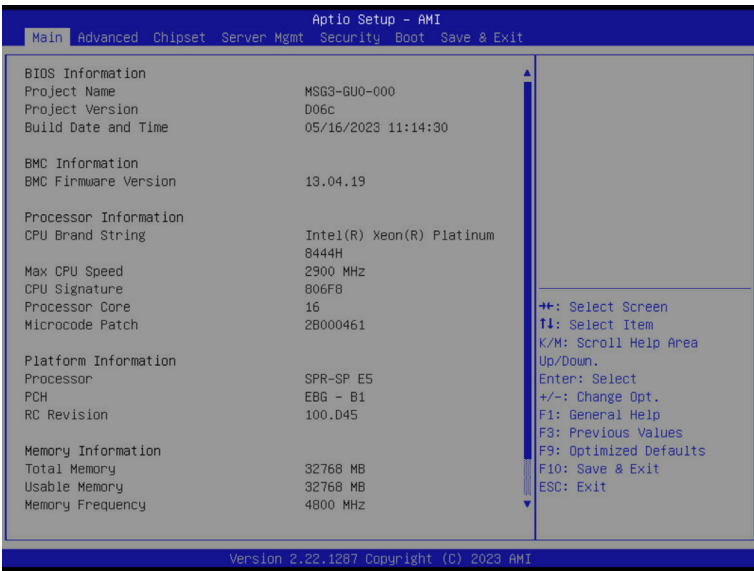 Aptio Setup – AMI
Main Advanced Chipset Server Mgmt Security Boot Save & Exit
BIOS Information
Project Name MSG3-GU0-000
Project Version D06c
Build Date and Time 05/16/2023 11:14:30
BMC Information
BMC Firmware Version 13.04.19
Processor Information
CPU Brand String Intel(R) Xeon(R) Platinum
8444H
Max CPU Speed 2900 MHz
CPU Signature 806F8
Processor Core 16
Microcode Patch 2B000461
Platform Information
Processor SPR-SP E5
PCH EBG - B1
RC Revision 100.D45
Memory Information
Total Memory 32768 MB
Usable Memory 32768 MB
Memory Frequency 4800 MHz
→←: Select Screen
↑↓: Select Item
K/M: Scroll Help Area
Up/Down.
Enter: Select
+/-: Change Opt.
F1: General Help
F3: Previous Values
F9: Optimized Defaults
F10: Save & Exit
ESC: Exit
Version 2.22.1287 Copyright (C) 2023 AMI